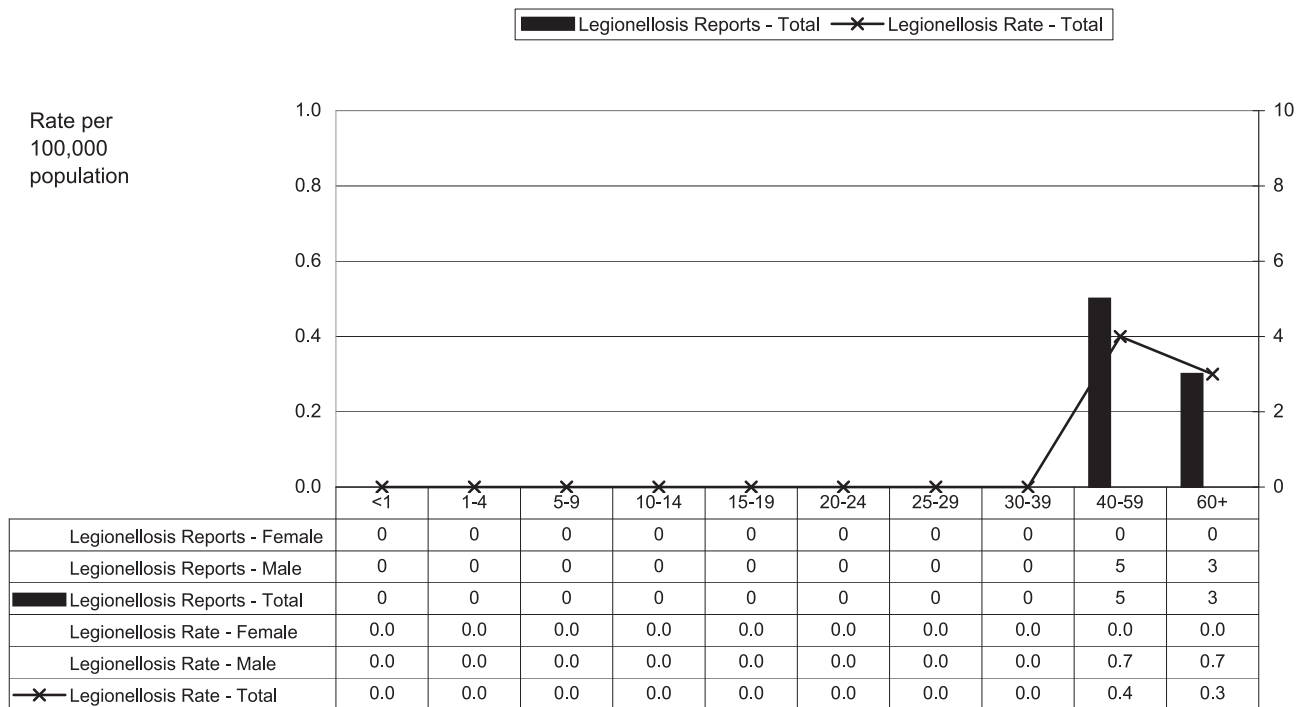 Legionellosis Reports - Total Legionellosis Rate - Total
Rate per
100,000
population
1.0
0.8
0.6
0.4
0.2
0.0
10
8
6
4
2
0
<1 1-4 5-9 10-14 15-19 20-24 25-29 30-39 40-59 60+
Legionellosis Reports - Female 0 0 0 0 0 0 0 0 0 0
Legionellosis Reports - Male 0 0 0 0 0 0 0 0 5 3
Legionellosis Reports - Total 0 0 0 0 0 0 0 0 5 3
Legionellosis Rate - Female 0.0 0.0 0.0 0.0 0.0 0.0 0.0 0.0 0.0 0.0
Legionellosis Rate - Male 0.0 0.0 0.0 0.0 0.0 0.0 0.0 0.0 0.7 0.7
Legionellosis Rate - Total 0.0 0.0 0.0 0.0 0.0 0.0 0.0 0.0 0.4 0.3